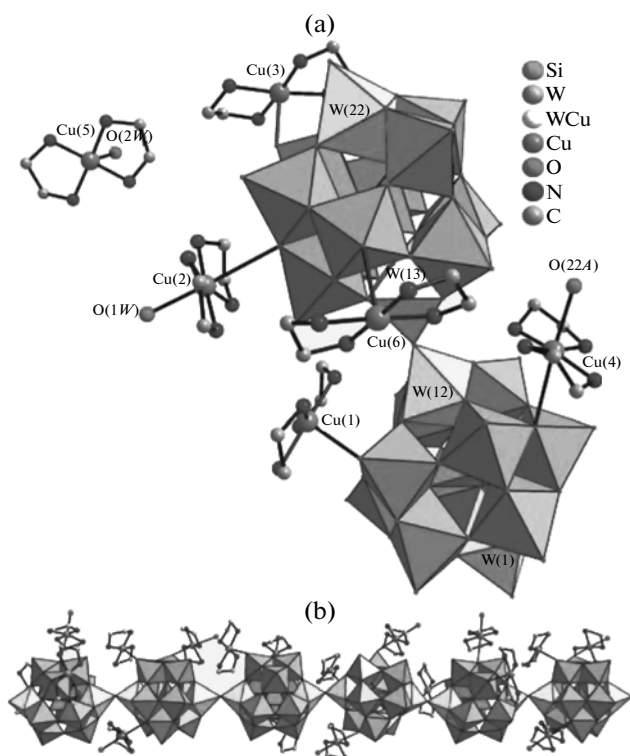 (a)
Cu(3)
W(22)
Cu(5)
O(2W)
Si
W
WCu
Cu
O
N
C
Cu(2)
W(13)
O(22A)
O(1W)
Cu(6)
Cu(4)
W(12)
Cu(1)
W(1)
(b)